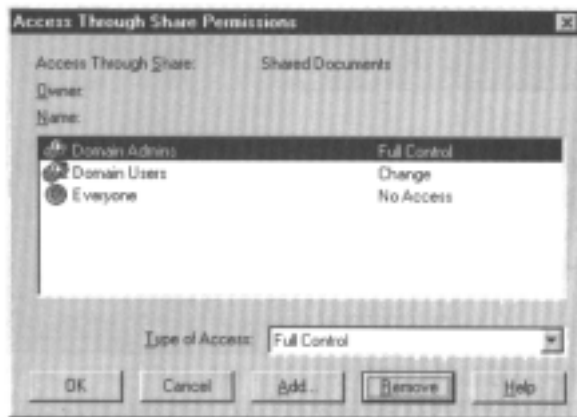 Access Through Share Permissions
Access Through Share: Shared Documents
Owner:
Name:
Domain Admins Full Control
Domain Users Change
Everyone No Access
Type of Access: Full Control
OK Cancel Add... Remove Help